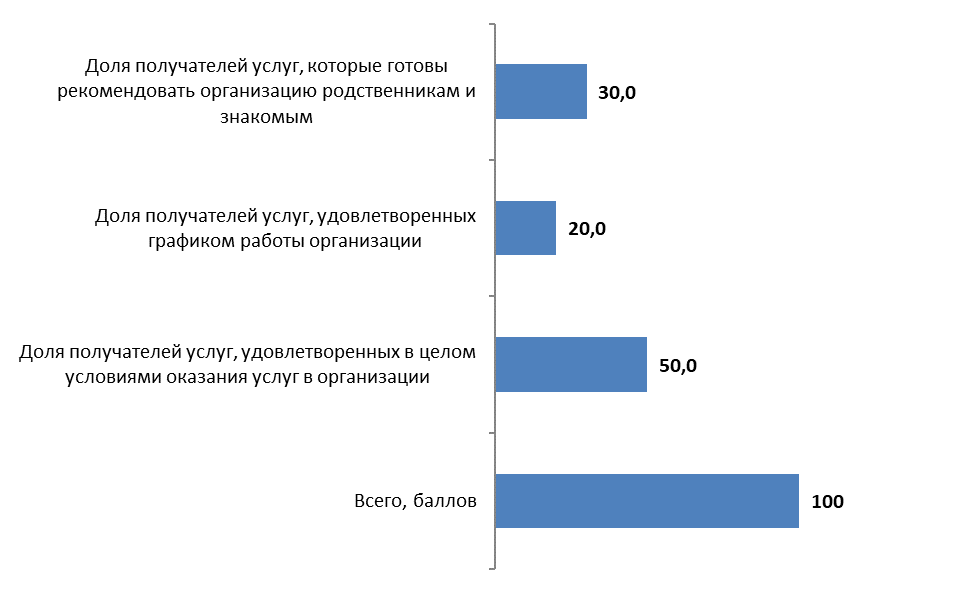 Доля получателей услуг, которые готовы
рекомендовать организацию родственникам и
знакомым
30,0
Доля получателей услуг, удовлетворенных
графиком работы организации
20,0
Доля получателей услуг, удовлетворенных в целом
условиями оказания услуг в организации
50,0
Всего, баллов
100